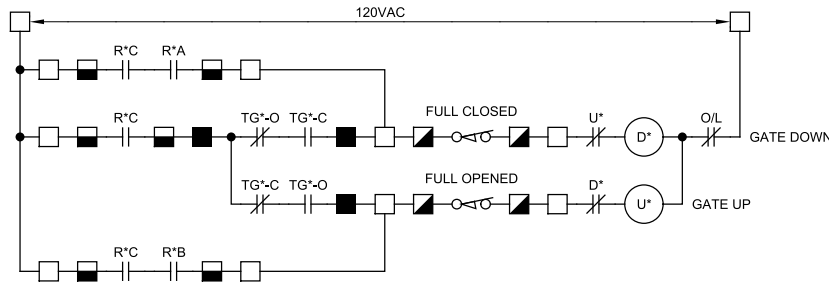 120VAC
R*C R*A
FULL CLOSED
R*C TG*-O TG*-C U* D* O/L GATE DOWN
FULL OPENED
TG*-C TG*-O D* U* GATE UP
R*C R*B